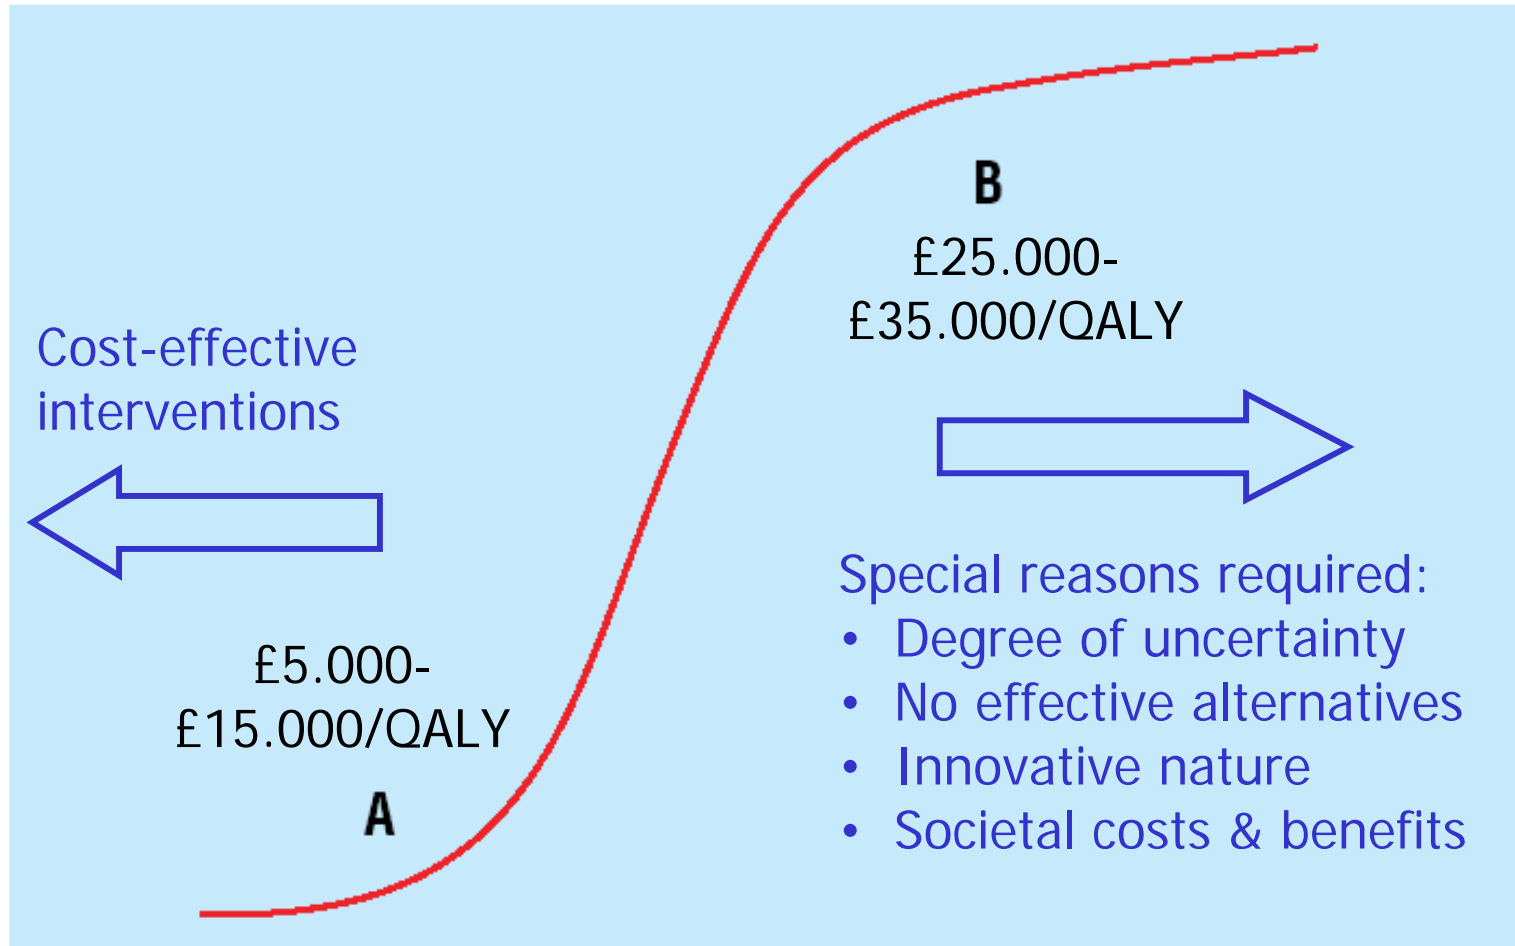 B
£25.000-
£35.000/QALY
Cost-effective
interventions
Special reasons required:
• Degree of uncertainty
• No effective alternatives
• Innovative nature
• Societal costs & benefits
£5.000-
£15.000/QALY
A